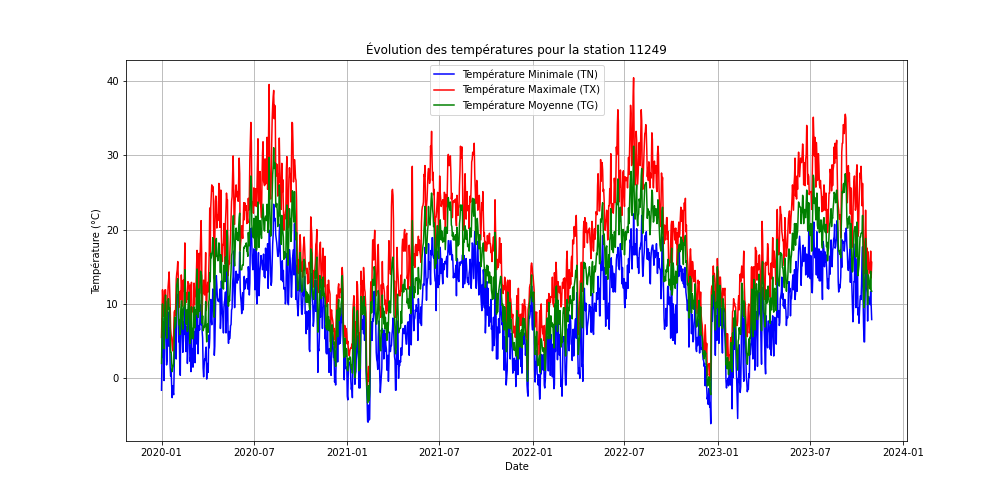 Évolution des températures pour la station 11249
Température Minimale (TN)
Température Maximale (TX)
Température Moyenne (TG)
Température (°C)
40
30
20
10
0
2020-01 2020-07 2021-01 2021-07 2022-01 2022-07 2023-01 2023-07 2024-01
Date